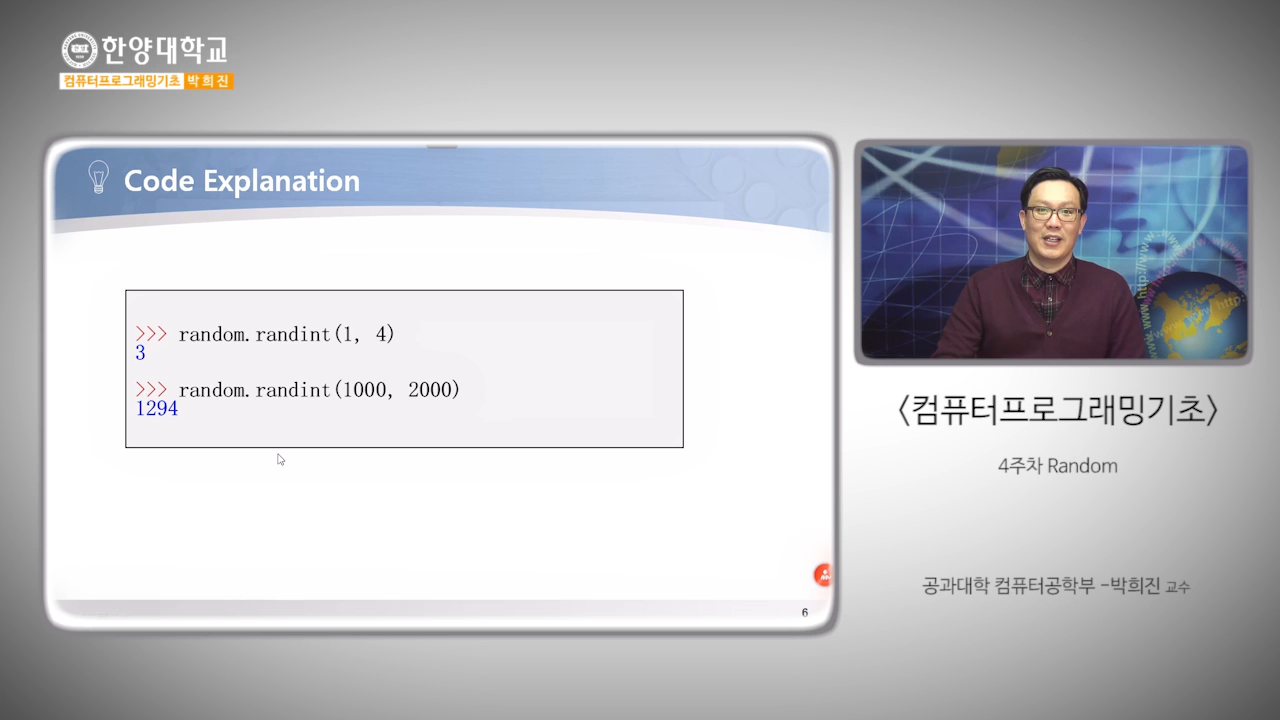 한양대학교
컴퓨터프로그래밍기초 박희진
Code Explanation
>>> random.randint(1, 4)
3
>>> random.randint(1000, 2000)
1294
6
<컴퓨터프로그래밍기초>
4주차 Random
공과대학 컴퓨터공학부 -박희진 교수